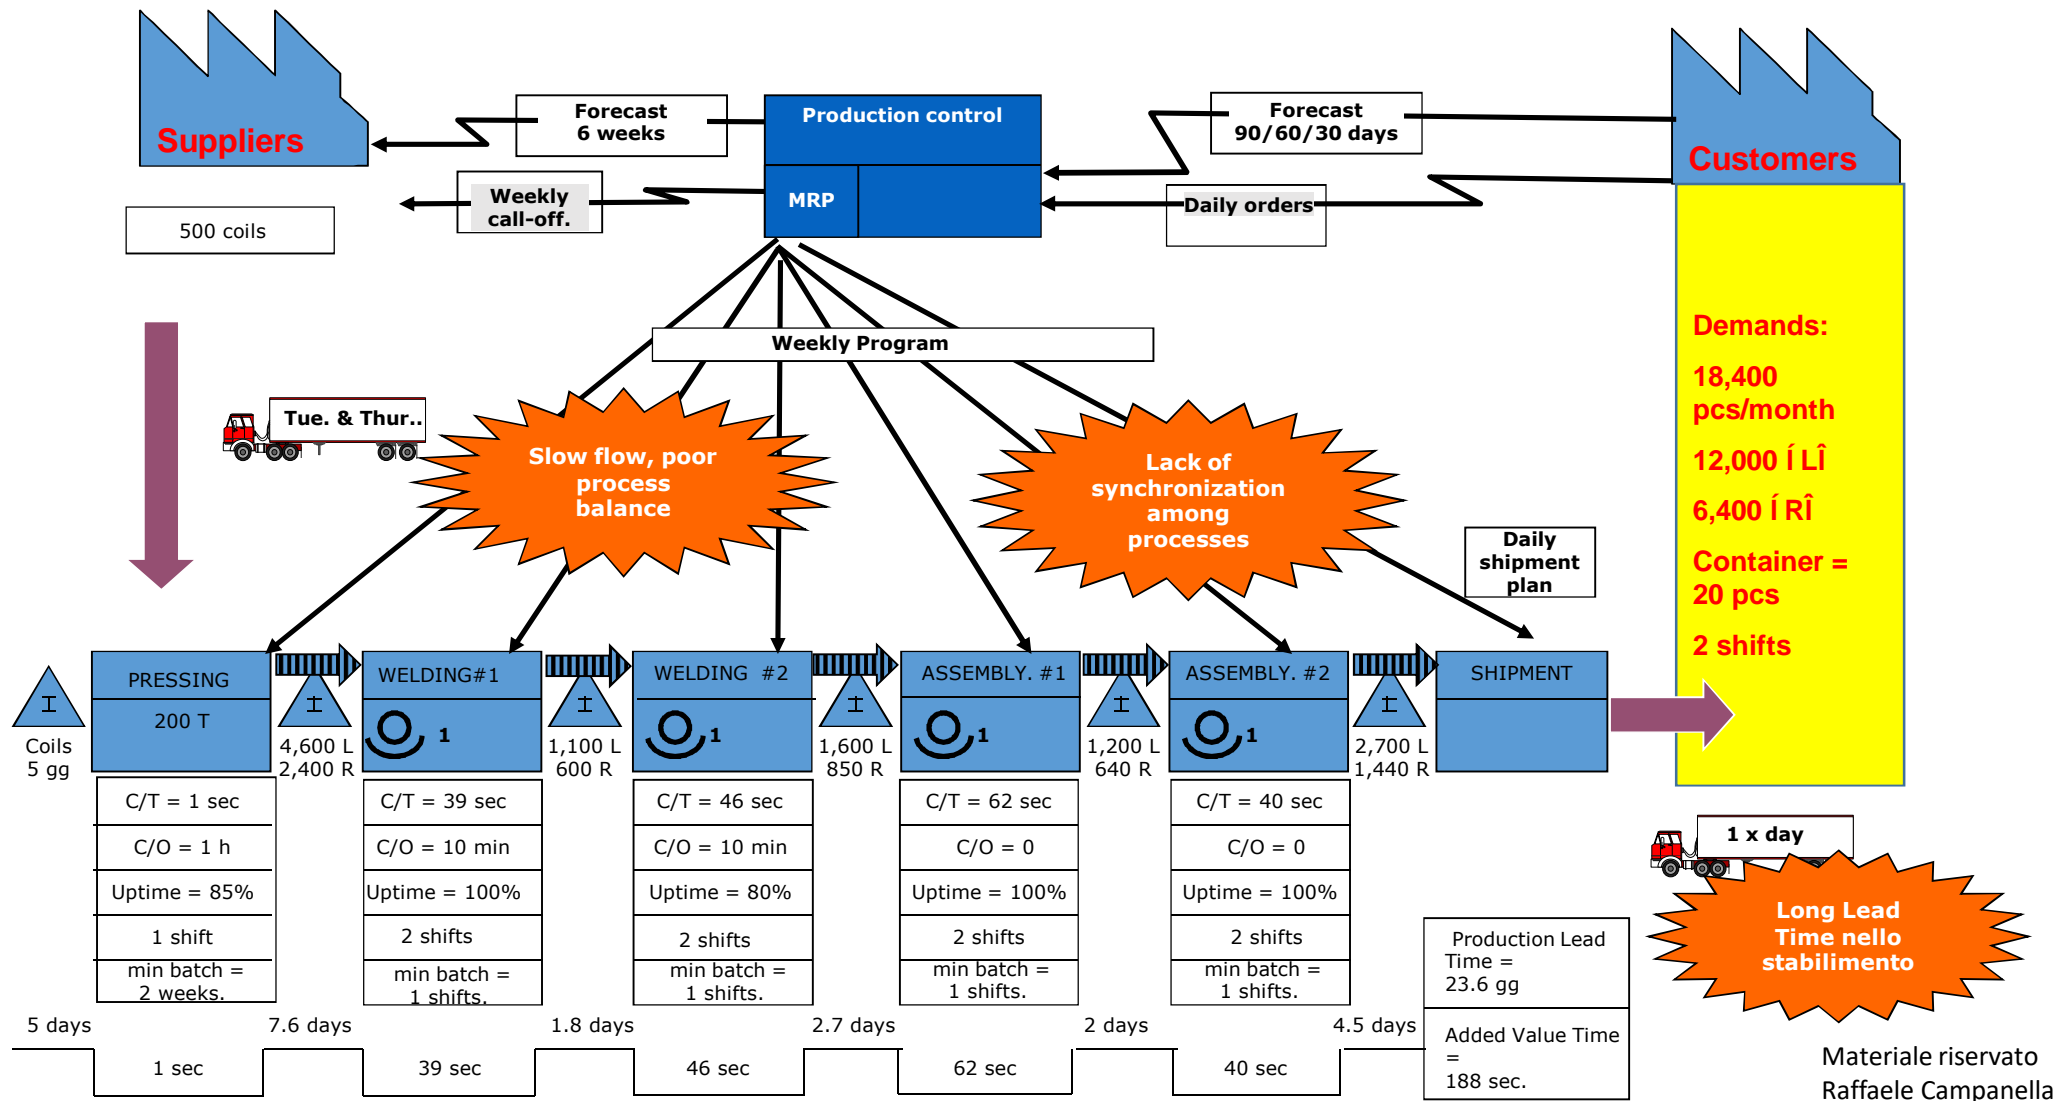 Suppliers
Forecast
6 weeks
Production control
Forecast
90/60/30 days
Customers
500 coils
Weekly
call-off.
MRP
Daily orders
Weekly Program
Tue. & Thur..
Slow flow, poor
process
balance
Lack of
synchronization
among
processes
Daily
shipment
plan
Demands:
18,400
pcs/month
12,000 Í LÎ
6,400 Í RÎ
Container =
20 pcs
2 shifts
I
Coils
5 gg
PRESSING
200 T
I
4,600 L
2,400 R
WELDING#1
1
I
1,100 L
600 R
WELDING #2
1
I
1,600 L
850 R
ASSEMBLY. #1
1
I
1,200 L
640 R
ASSEMBLY. #2
1
I
2,700 L
1,440 R
SHIPMENT
C/T = 1 sec
C/O = 1 h
Uptime = 85%
1 shift
min batch =
2 weeks.
C/T = 39 sec
C/O = 10 min
Uptime = 100%
2 shifts
min batch =
1 shifts.
C/T = 46 sec
C/O = 10 min
Uptime = 80%
2 shifts
min batch =
1 shifts.
C/T = 62 sec
C/O = 0
Uptime = 100%
2 shifts
min batch =
1 shifts.
C/T = 40 sec
C/O = 0
Uptime = 100%
2 shifts
min batch =
1 shifts.
1 x day
Long Lead
Time nello
stabilimento
Production Lead
Time =
23.6 gg
Added Value Time
=
188 sec.
5 days
7.6 days
1.8 days
2.7 days
2 days
4.5 days
1 sec
39 sec
46 sec
62 sec
40 sec
Materiale riservato
Raffaele Campanella